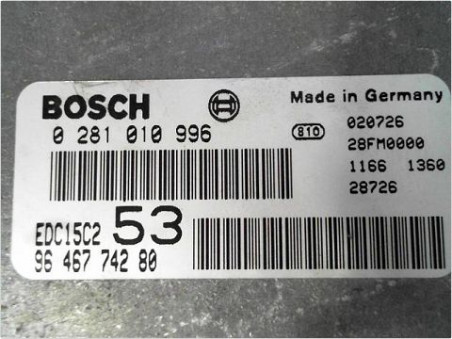 BOSCH
Made in Germany
0 281 010 996
810
020726
28FM0000
1166 1360
28726
EDC15C2 53
96 467 742 80